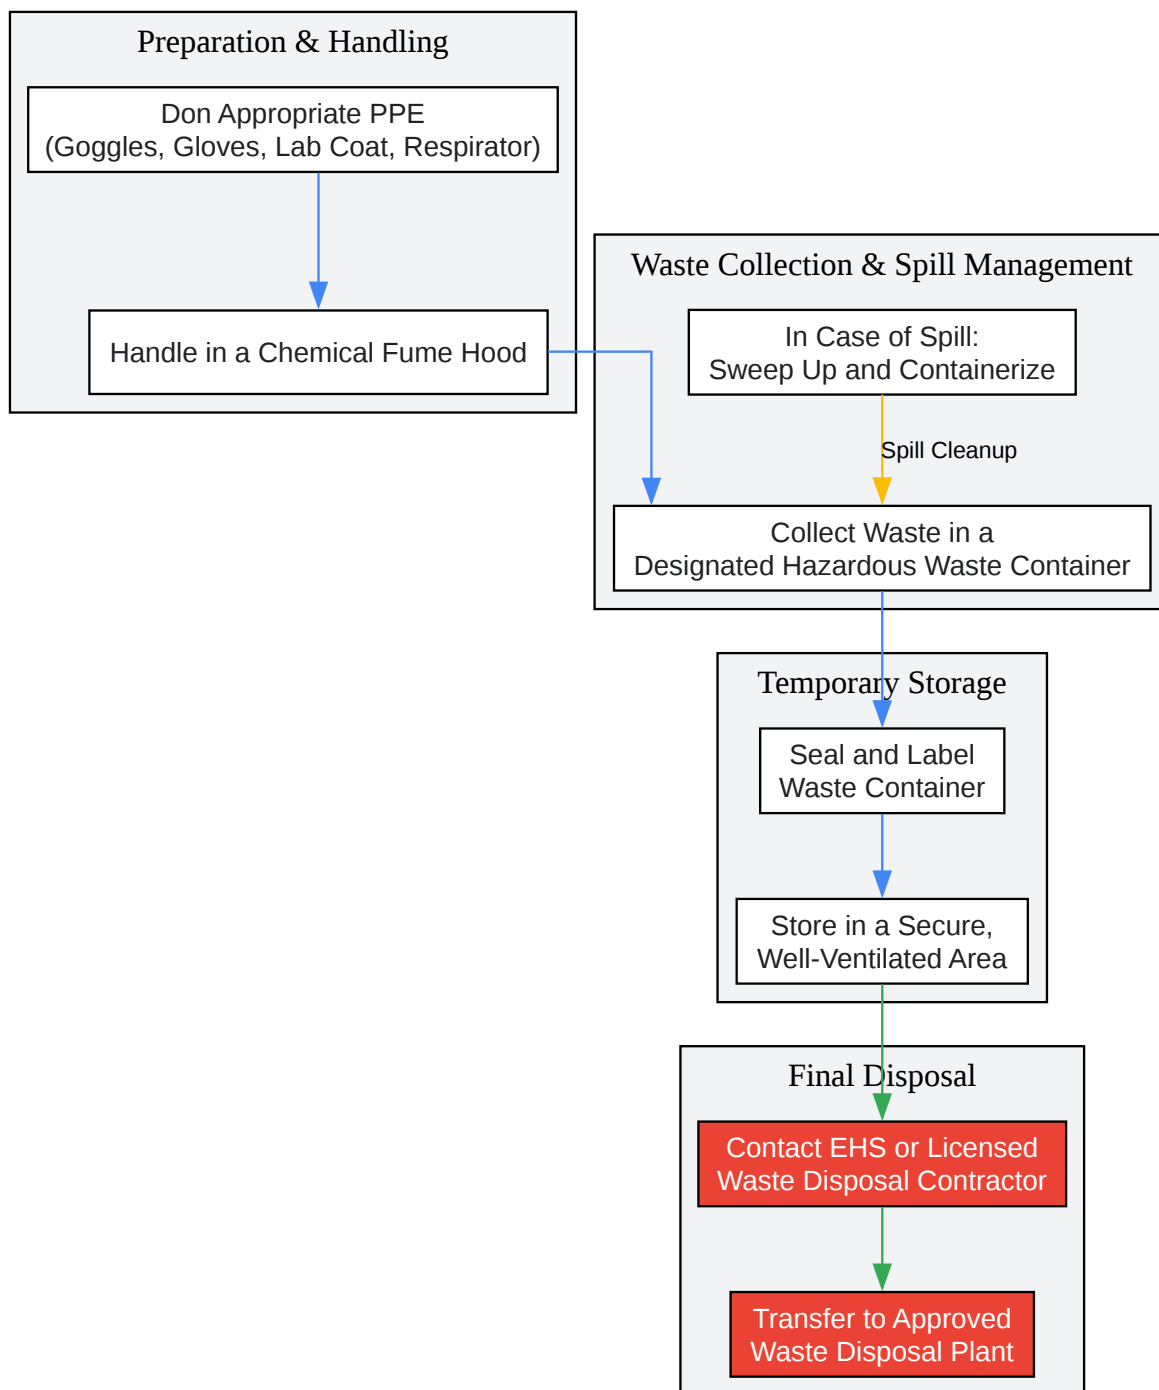 Preparation & Handling
Don Appropriate PPE
(Goggles, Gloves, Lab Coat, Respirator)
Handle in a Chemical Fume Hood
Waste Collection & Spill Management
In Case of Spill:
Sweep Up and Containerize
Spill Cleanup
Collect Waste in a
Designated Hazardous Waste Container
Temporary Storage
Seal and Label
Waste Container
Store in a Secure,
Well-Ventilated Area
Final Disposal
Contact EHS or Licensed
Waste Disposal Contractor
Transfer to Approved
Waste Disposal Plant